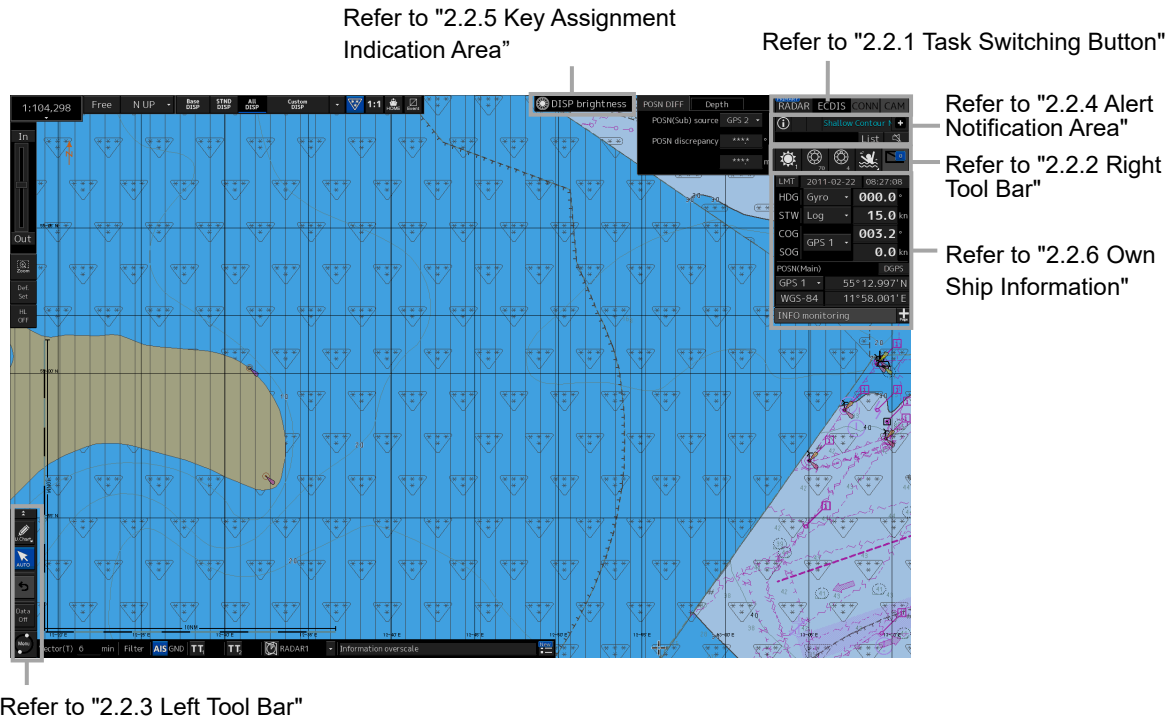 Refer to "2.2.5 Key Assignment
Indication Area”
Refer to "2.2.1 Task Switching Button"
Refer to "2.2.4 Alert
Notification Area"
Refer to "2.2.2 Right
Tool Bar"
Refer to "2.2.6 Own
Ship Information"
1:104,298 Free N UP Base DISP STND DISP All DISP Custom DISP 1:1 HOME Event
DISP brightness
POSN DIFF Depth
POSN(Sub) source GPS 2
POSN discrepancy **.** °
**.** m
RADAR ECDIS CONN CAM
Shallow Contour
List
LMT 2011-02-22 08:27:08
HDG Gyro 000.0 °
STW Log 15.0 kn
COG GPS 1 003.2 °
SOG 0.0 kn
POSN(Main) DGPS
GPS 1 55°12.997'N
WGS-84 11°58.001'E
INFO monitoring
In
Out
Zoom
Def.
Set
HL
OFF
AUTO
Data
Off
Menu
10NM
ector(T) 6 min Filter AIS GND TT TT RADAR1 Information overscale
Refer to "2.2.3 Left Tool Bar"